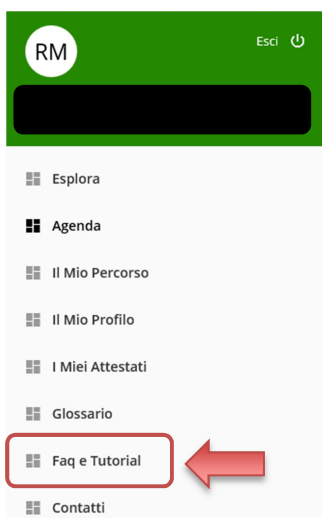 RM
Esci
Esplora
Agenda
Il Mio Percorso
Il Mio Profilo
I Miei Attestati
Glossario
Faq e Tutorial
Contatti